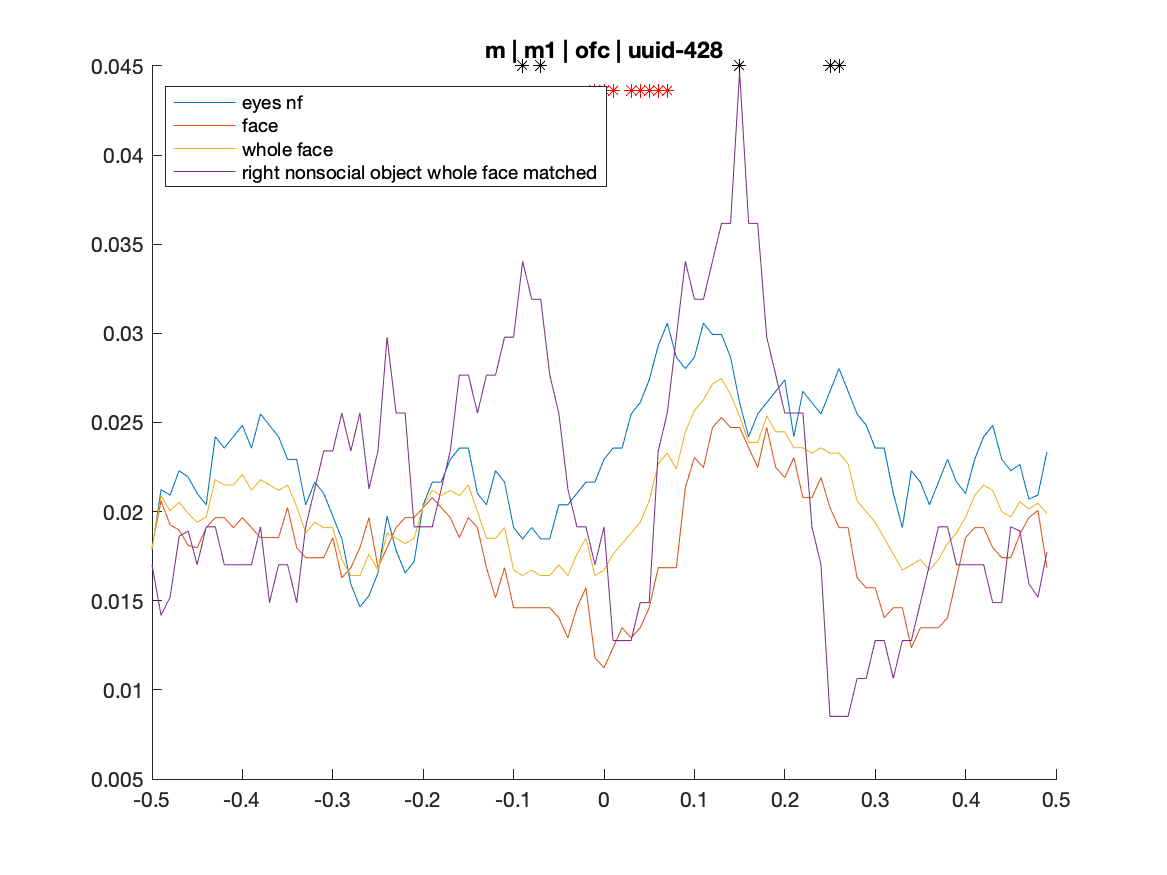 m | m1 | ofc | uuid-428
0.045
eyes nf
face
whole face
right nonsocial object whole face matched
0.04
0.035
0.03
0.025
0.02
0.015
0.01
0.005
-0.5 -0.4 -0.3 -0.2 -0.1 0 0.1 0.2 0.3 0.4 0.5